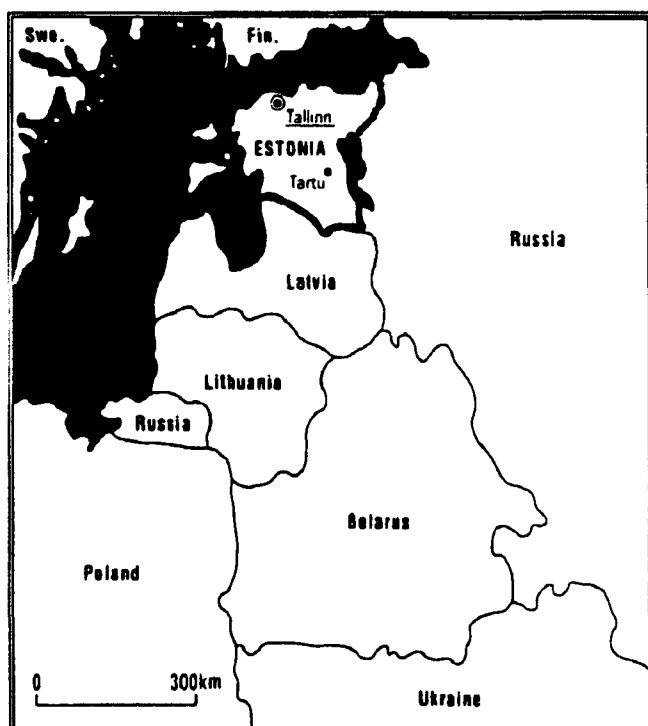 Swe.
Fin.
Tallinn
ESTONIA
Tartu
Russia
Latvia
Lithuania
Russia
Belarus
Poland
0 300km
Ukraine